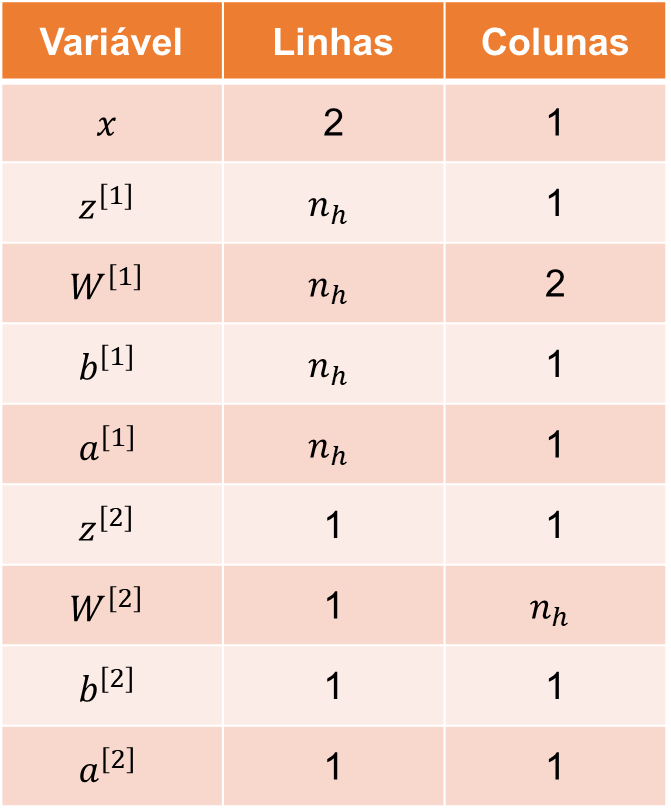 Variável Linhas Colunas
x 2 1
z^[1] n_h 1
W^[1] n_h 2
b^[1] n_h 1
a^[1] n_h 1
z^[2] 1 1
W^[2] 1 n_h
b^[2] 1 1
a^[2] 1 1